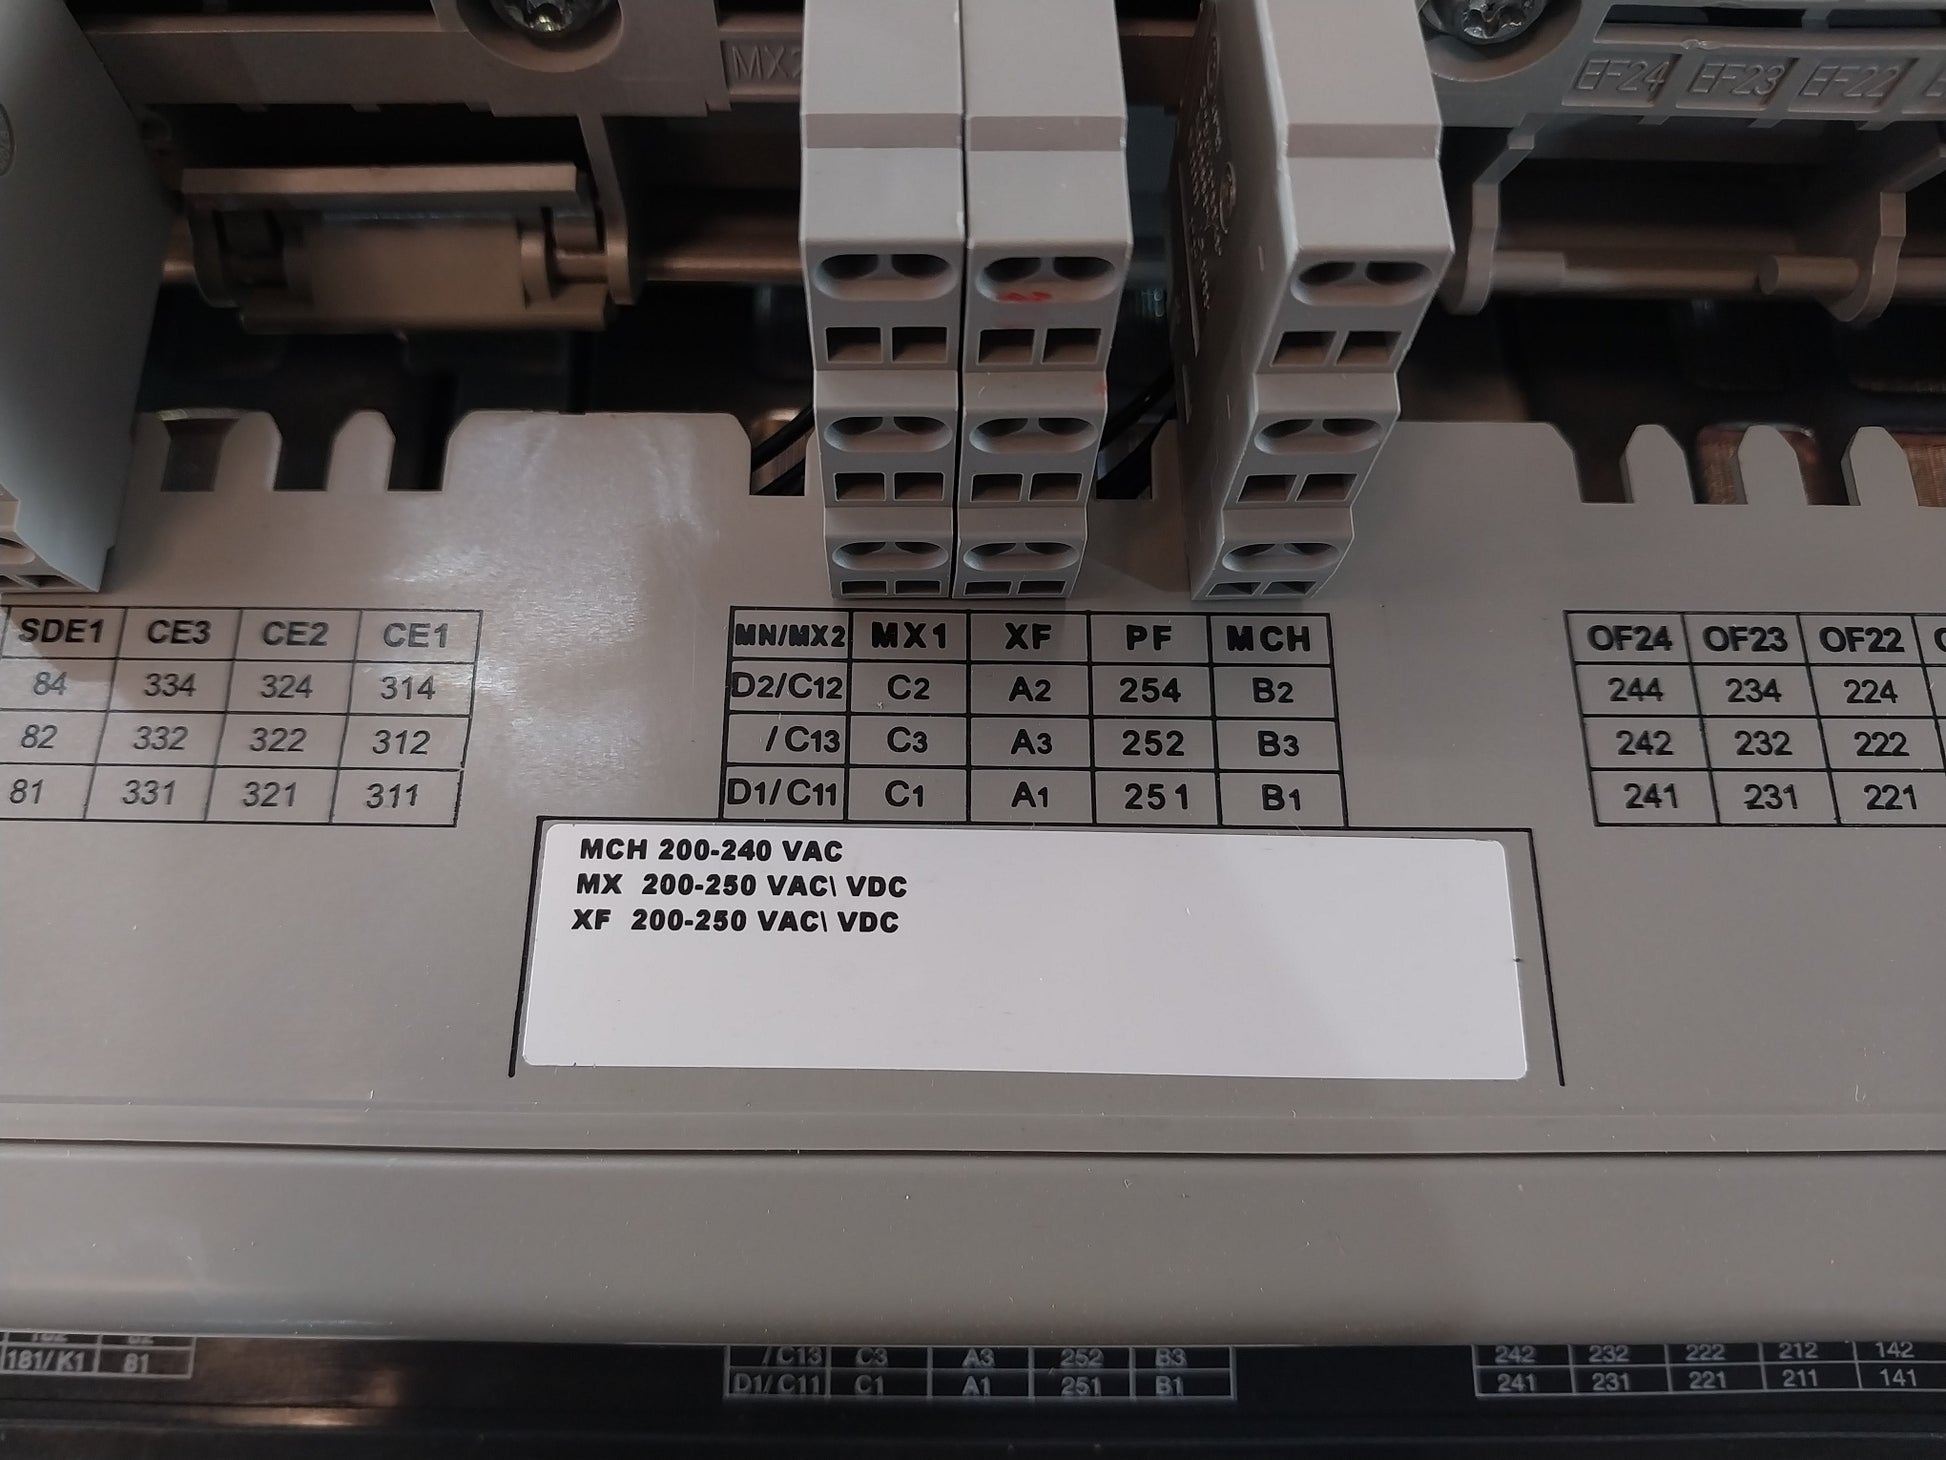 MX2
EF24 EF23 EF22
SDE1 CE3 CE2 CE1
84 334 324 314
82 332 322 312
81 331 321 311
MN/MX2 MX1 XF PF MCH
D2/C12 C2 A2 254 B2
/C13 C3 A3 252 B3
D1/C11 C1 A1 251 B1
OF24 OF23 OF22
244 234 224
242 232 222
241 231 221
MCH 200-240 VAC
MX 200-250 VAC\ VDC
XF 200-250 VAC\ VDC
181/K1 81
/C13 C3 A3 252 B3
D1/C11 C1 A1 251 B1
242 232 222 212 142
241 231 221 211 141